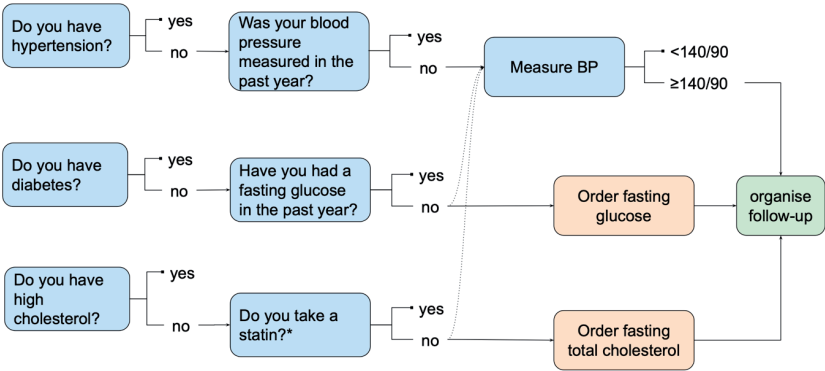 Do you have
hypertension?
yes
no
Was your blood
pressure
measured in the
past year?
yes
no
Measure BP
<140/90
≥140/90
Do you have
diabetes?
yes
no
Have you had a
fasting glucose
in the past year?
yes
no
Order fasting
glucose
organise
follow-up
Do you have
high
cholesterol?
yes
no
Do you take a
statin?*
yes
no
Order fasting
total cholesterol